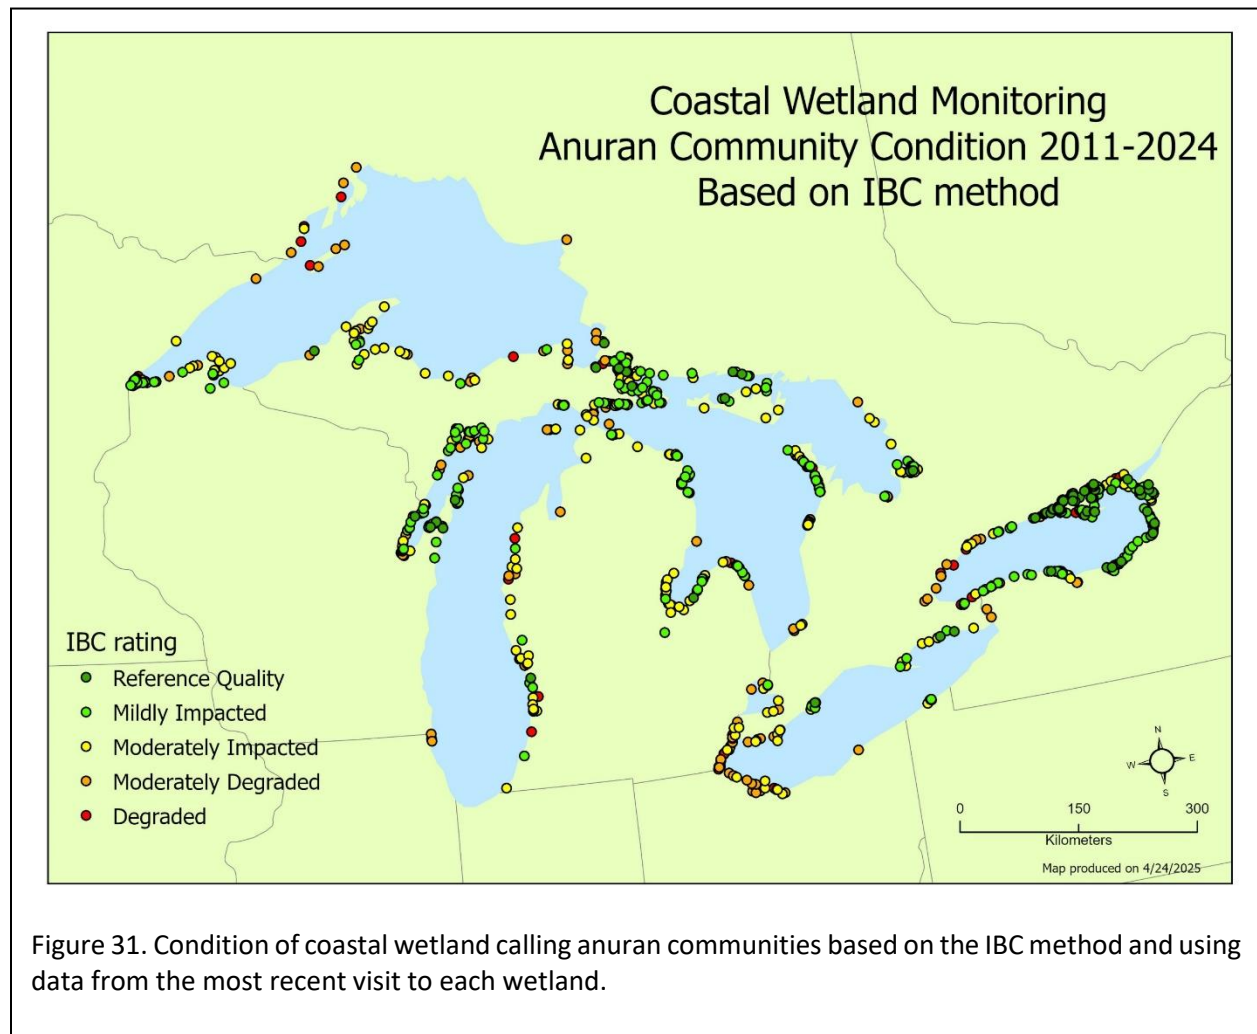 Coastal Wetland Monitoring
Anuran Community Condition 2011-2024
Based on IBC method
IBC rating
Reference Quality
Mildly Impacted
Moderately Impacted
Moderately Degraded
Degraded
N
W E
S
0 150 300
Kilometers
Map produced on 4/24/2025
Figure 31. Condition of coastal wetland calling anuran communities based on the IBC method and using
data from the most recent visit to each wetland.